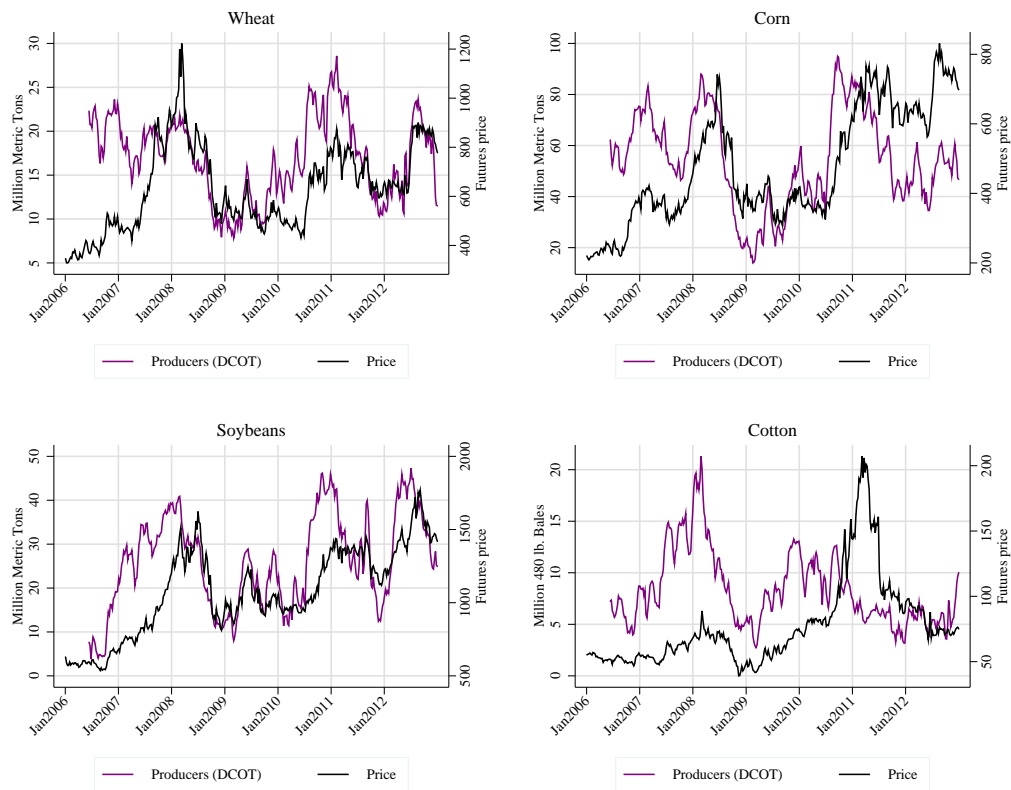 Wheat
30
25
20
15
10
5
Million Metric Tons
1200
1000
800
600
400
Futures price
Jan2006
Jan2007
Jan2008
Jan2009
Jan2010
Jan2011
Jan2012
Producers (DCOT)
Price
Corn
100
80
60
40
20
Million Metric Tons
800
600
400
200
Futures price
Jan2006
Jan2007
Jan2008
Jan2009
Jan2010
Jan2011
Jan2012
Producers (DCOT)
Price
Soybeans
50
40
30
20
10
0
Million Metric Tons
2000
1500
1000
500
Futures price
Jan2006
Jan2007
Jan2008
Jan2009
Jan2010
Jan2011
Jan2012
Producers (DCOT)
Price
Cotton
20
15
10
5
0
Million 480 lb. Bales
200
150
100
50
Futures price
Jan2006
Jan2007
Jan2008
Jan2009
Jan2010
Jan2011
Jan2012
Producers (DCOT)
Price